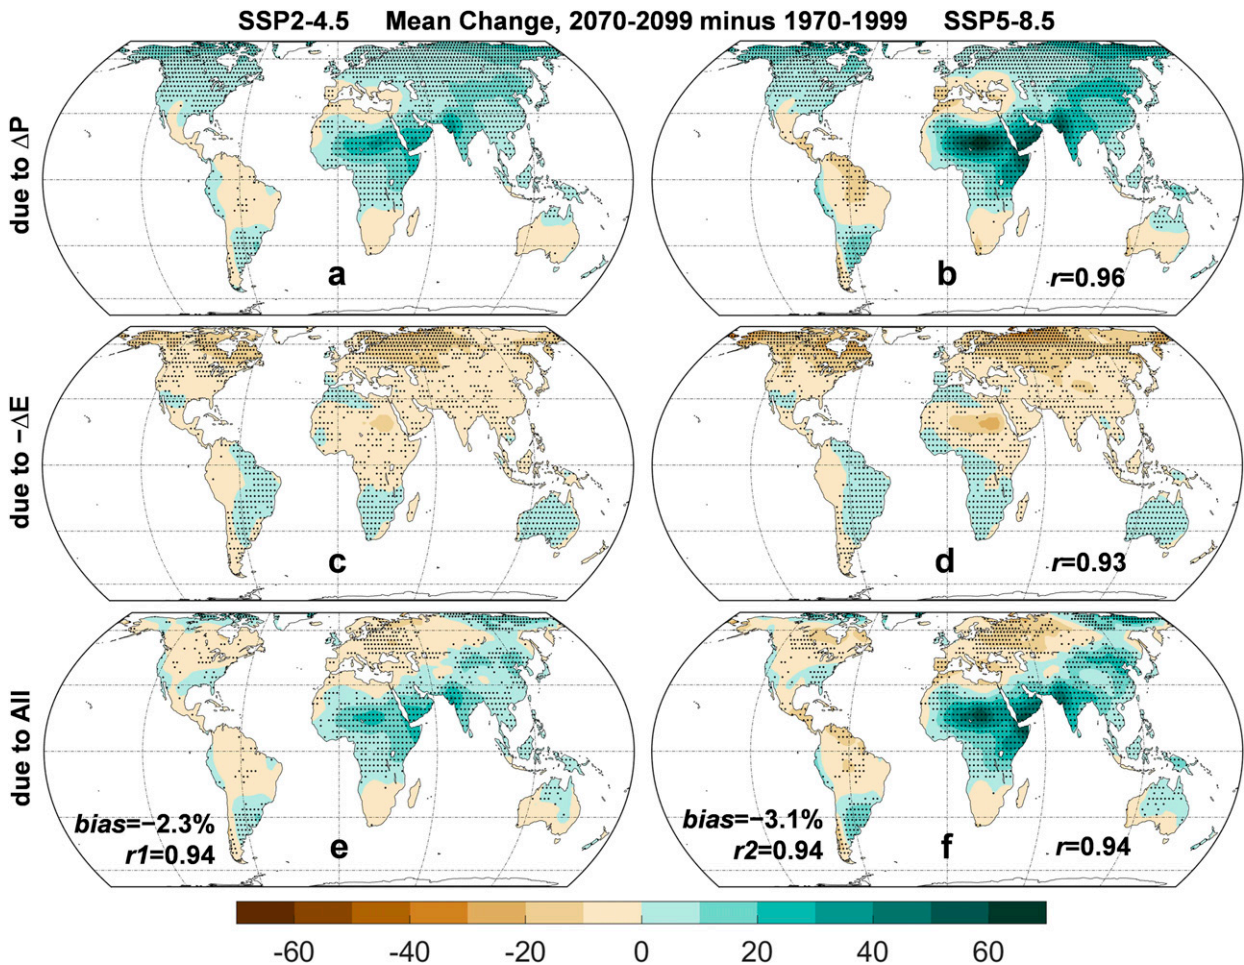 SSP2-4.5 Mean Change, 2070-2099 minus 1970-1999 SSP5-8.5
due to ΔP
a
b
r=0.96
due to −ΔE
c
d
r=0.93
due to All
bias=−2.3%
r1=0.94
e
bias=−3.1%
r2=0.94
f
r=0.94
-60 -40 -20 0 20 40 60